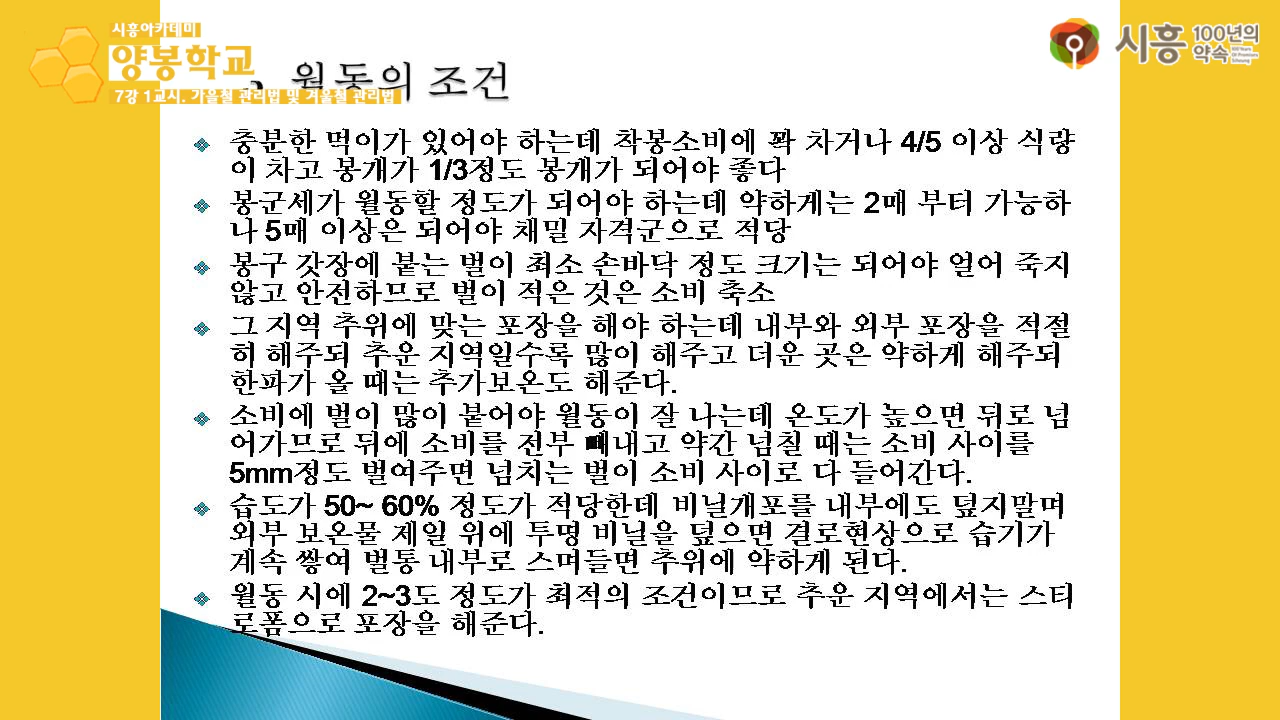 시흥아카데미
양봉학교
7강 1교시. 가을철 관리법 및 겨울철 관리법
시흥 100년의 약속
월동의 조건
충분한 먹이가 있어야 하는데 착봉소비에 꽉 차거나 4/5 이상 식량
이 차고 봉개가 1/3정도 봉개가 되어야 좋다
봉군세가 월동할 정도가 되어야 하는데 약하게는 2매 부터 가능하
나 5매 이상은 되어야 채밀 자격군으로 적당
봉구 갓장에 붙는 벌이 최소 손바닥 정도 크기는 되어야 얼어 죽지
않고 안전하므로 벌이 적은 것은 소비 축소
그 지역 추위에 맞는 포장을 해야 하는데 내부와 외부 포장을 적절
히 해주되 추운 지역일수록 많이 해주고 더운 곳은 약하게 해주되
한파가 올 때는 추가보온도 해준다.
소비에 벌이 많이 붙어야 월동이 잘 나는데 온도가 높으면 뒤로 넘
어가므로 뒤에 소비를 전부 빼내고 약간 넘칠 때는 소비 사이를
5mm정도 벌여주면 넘치는 벌이 소비 사이로 다 들어간다.
습도가 50~ 60% 정도가 적당한데 비닐개포를 내부에도 덮지말며
외부 보온물 제일 위에 투명 비닐을 덮으면 결로현상으로 습기가
계속 쌓여 벌통 내부로 스며들면 추위에 약하게 된다.
월동 시에 2~3도 정도가 최적의 조건이므로 추운 지역에서는 스티
로폼으로 포장을 해준다.